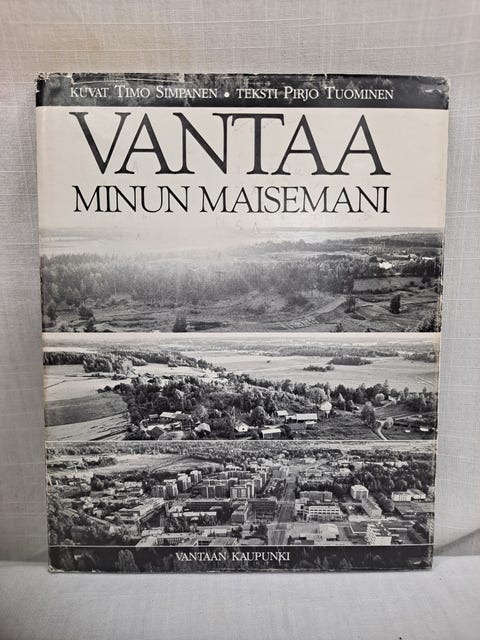 KUVAT TIMO SIMPANEN • TEKSTI PIRJO TUOMINEN
VANTAA
MINUN MAISEMANI
VANTAAN KAUPUNKI